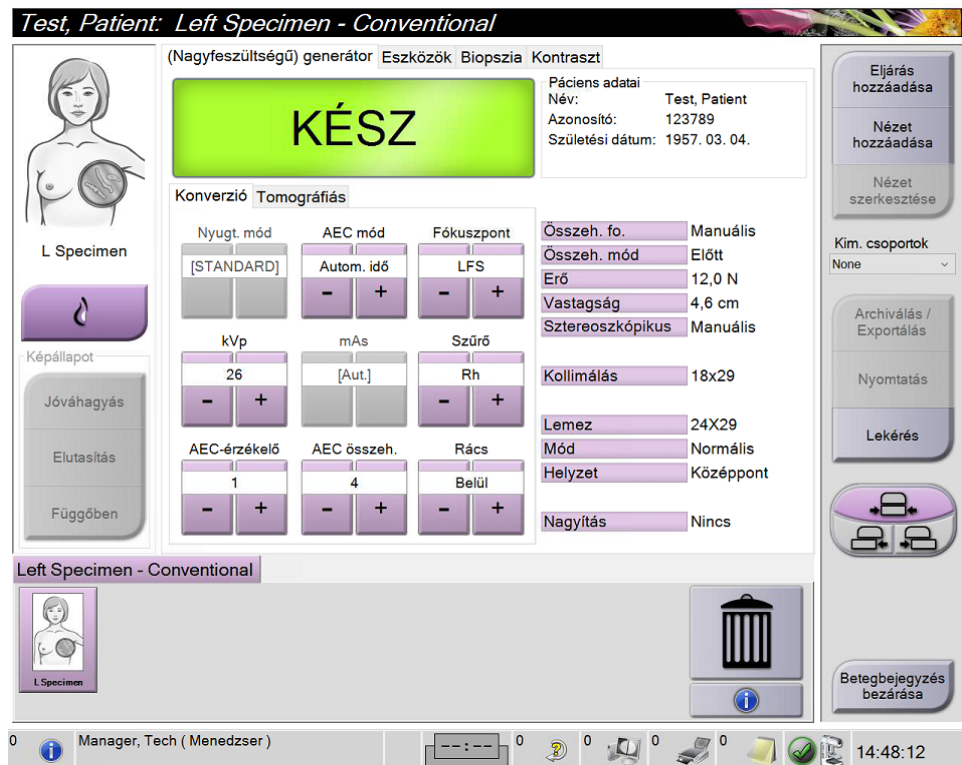 Test, Patient: Left Specimen - Conventional
(Nagyfeszültségű) generátor Eszközök Biopszia Kontraszt
KÉSZ
Páciens adatai
Név: Test, Patient
Azonosító: 123789
Születési dátum: 1957. 03. 04.
L Specimen
Képállapot
Jóváhagyás
Elutasítás
Függőben
Konverzió Tomográfiás
Nyugt. mód AEC mód Fókuszpont
[STANDARD] Autom. idő LFS
- + - +
kVp mAs Szűrő
26 [Aut.] Rh
- + - +
AEC-érzékelő AEC összeh. Rács
1 4 Belül
- + - + - +
Összeh. fo. Manuális
Összeh. mód Előtt
Erő 12,0 N
Vastagság 4,6 cm
Sztereoszkópikus Manuális
Kollimálás 18x29
Lemez 24X29
Mód Normális
Helyzet Középpont
Nagyítás Nincs
Eljárás
hozzáadása
Nézet
hozzáadása
Nézet
szerkesztése
Kim. csoportok
None
Archiválás /
Exportálás
Nyomtatás
Lekérés
Left Specimen - Conventional
L Specimen
Betegbejegyzés
bezárása
0 Manager, Tech ( Menedzser ) --:-- 0 0 0 0 14:48:12